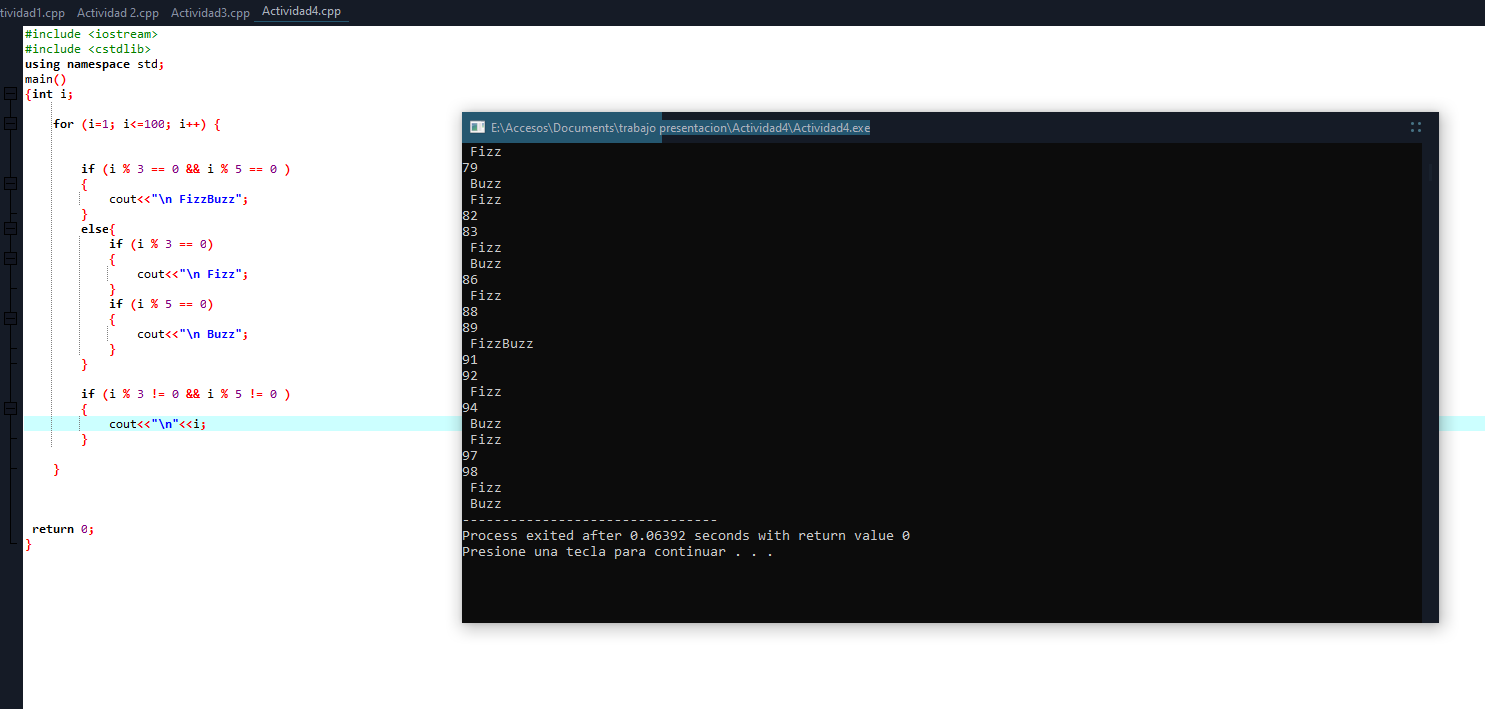 tividad1.cpp Actividad 2.cpp Actividad3.cpp Actividad4.cpp
#include <iostream>
#include <cstdlib>
using namespace std;
main()
{int i;
for (i=1; i<=100; i++) {
if (i % 3 == 0 && i % 5 == 0 )
{
cout<<"\n FizzBuzz";
}
else{
if (i % 3 == 0)
{
cout<<"\n Fizz";
}
if (i % 5 == 0)
{
cout<<"\n Buzz";
}
}
if (i % 3 != 0 && i % 5 != 0 )
{
cout<<"\n"<<i;
}
}
return 0;
}
E:\Accesos\Documents\trabajo presentacion\Actividad4\Actividad4.exe
Fizz
79
Buzz
Fizz
82
83
Fizz
Buzz
86
Fizz
88
89
FizzBuzz
91
92
Fizz
94
Buzz
Fizz
97
98
Fizz
Buzz
--------------------------------
Process exited after 0.06392 seconds with return value 0
Presione una tecla para continuar . . .